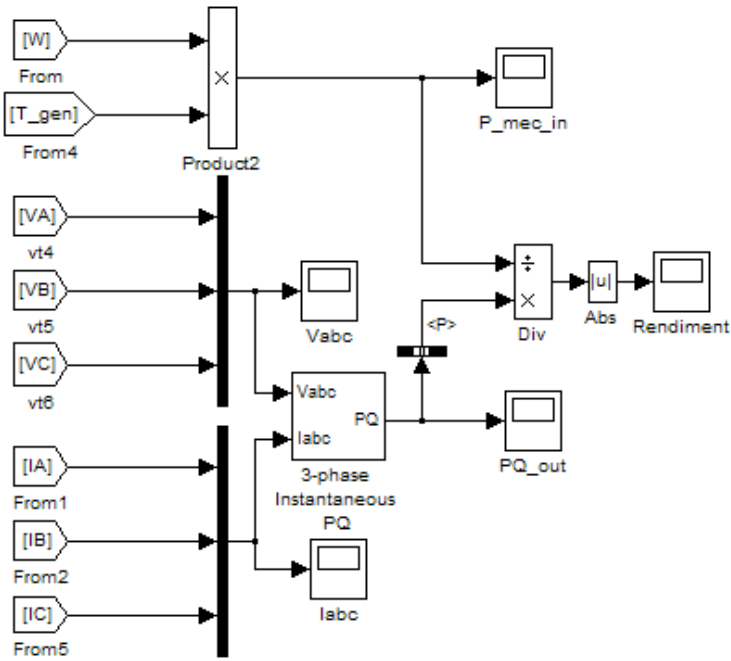 [W]
From
[T_gen]
From4
×
Product2
P_mec_in
[VA]
vt4
[VB]
vt5
[VC]
vt6
Vabc
÷
×
Div
|u|
Abs
Rendiment
<P>
Vabc
Iabc
PQ
3-phase
Instantaneous
PQ
PQ_out
[IA]
From1
[IB]
From2
[IC]
From5
Iabc